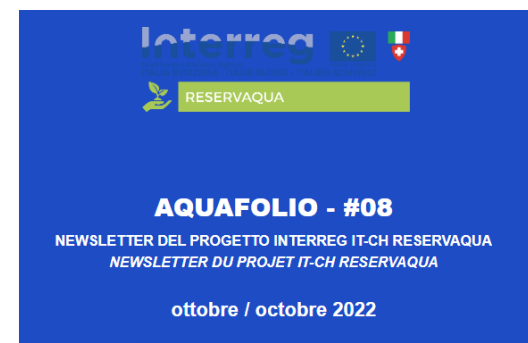 Interreg
RESERVAQUA
AQUAFOLIO - #08
NEWSLETTER DEL PROGETTO INTERREG IT-CH RESERVAQUA
NEWSLETTER DU PROJET IT-CH RESERVAQUA
ottobre / octobre 2022